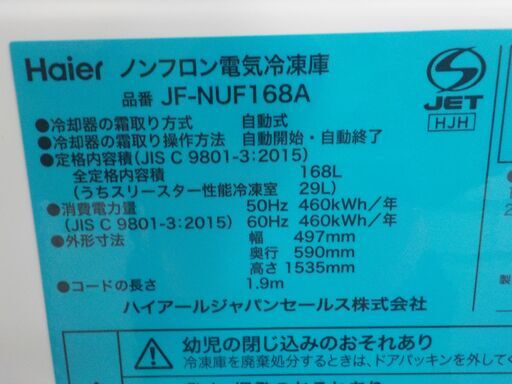 Haier ノンフロン電気冷凍庫
品番 JF-NUF168A
S
JET
HJH
●冷却器の霜取り方式 自動式
●冷却器の霜取り操作方法 自動開始・自動終了
●定格内容積(JIS C 9801-3:2015)
全定格内容積 168L
(うちスリースター性能冷凍室 29L)
●消費電力量 50Hz 460kWh/年
(JIS C 9801-3:2015) 60Hz 460kWh/年
●外形寸法 幅 497mm
奥行 590mm
高さ 1535mm
●コードの長さ 1.9m
ハイアールジャパンセールス株式会社
製
幼児の閉じ込みのおそれあり
冷凍庫を廃棄処分するときは、ドアパッキンを外してく